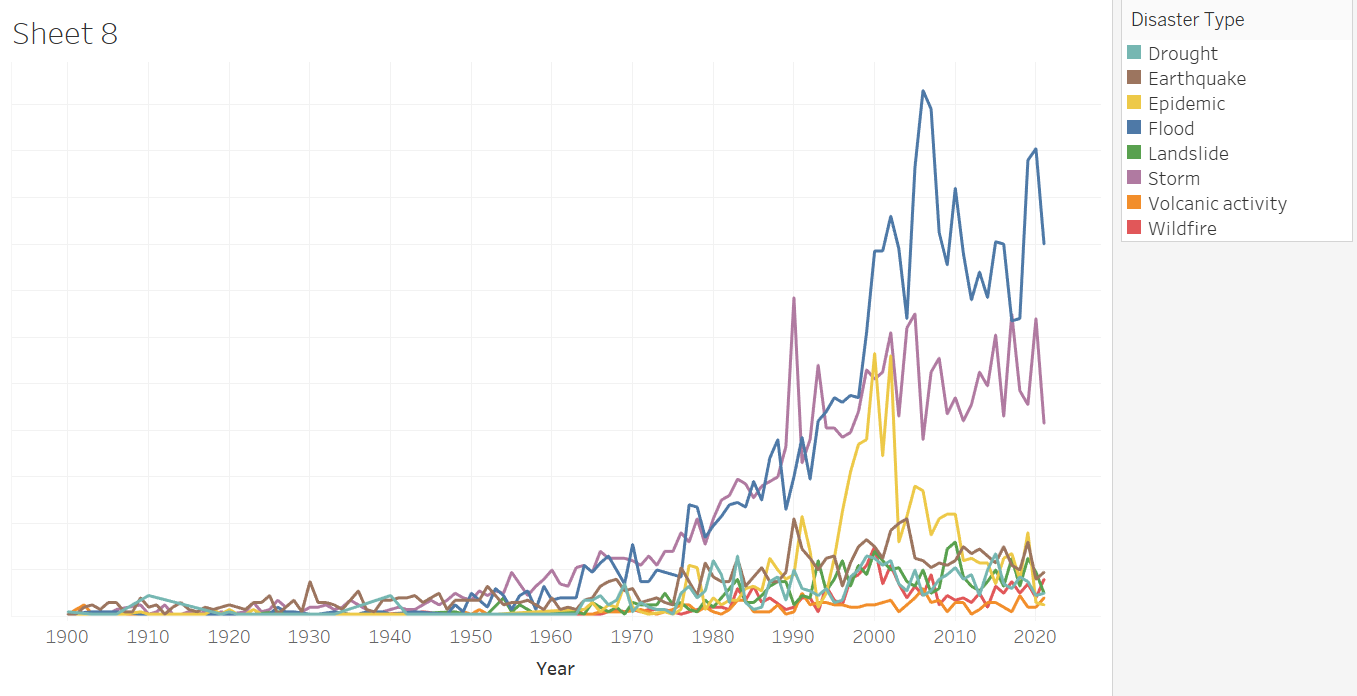 Sheet 8
Disaster Type
Drought
Earthquake
Epidemic
Flood
Landslide
Storm
Volcanic activity
Wildfire
1900 1910 1920 1930 1940 1950 1960 1970 1980 1990 2000 2010 2020
Year